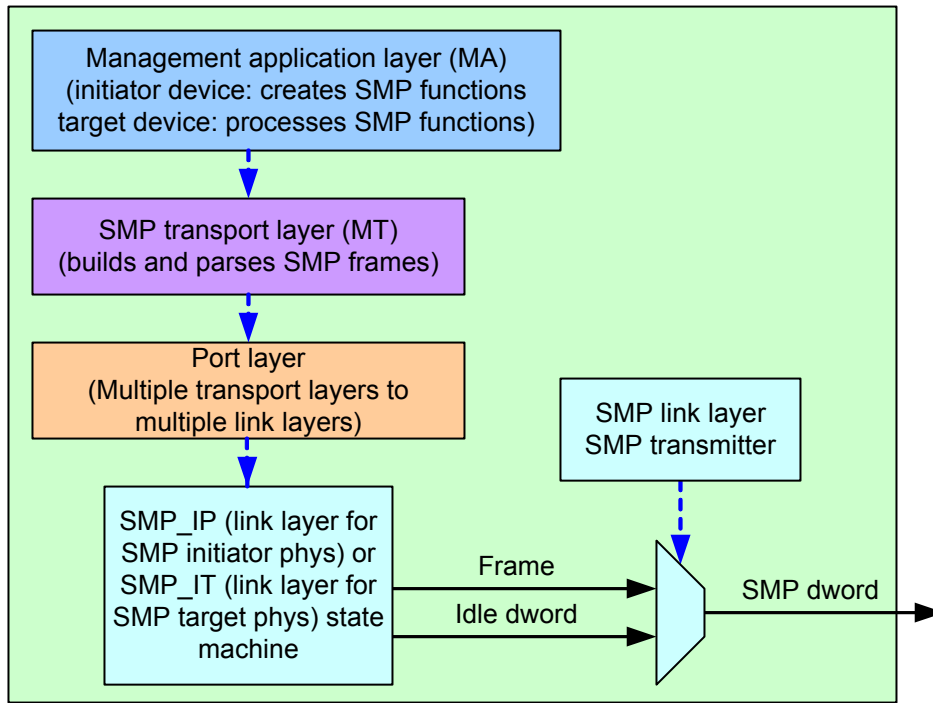 Management application layer (MA)
(initiator device: creates SMP functions
target device: processes SMP functions)
SMP transport layer (MT)
(builds and parses SMP frames)
Port layer
(Multiple transport layers to
multiple link layers)
SMP link layer
SMP transmitter
SMP_IP (link layer for
SMP initiator phys) or
SMP_IT (link layer for
SMP target phys) state
machine
Frame
Idle dword
SMP dword